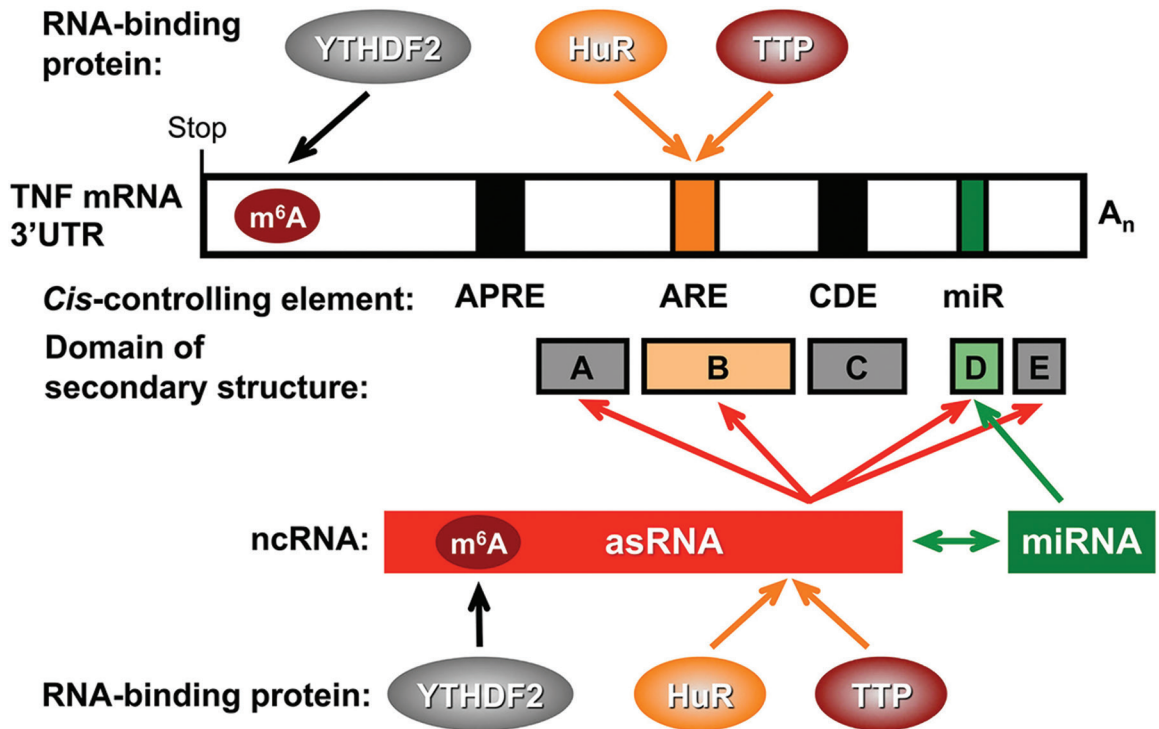 RNA-binding
protein:
YTHDF2
HuR
TTP
Stop
TNF mRNA
3'UTR
m⁶A
Aₙ
Cis-controlling element:
APRE
ARE
CDE
miR
Domain of
secondary structure:
A
B
C
D
E
ncRNA:
m⁶A
asRNA
miRNA
RNA-binding protein:
YTHDF2
HuR
TTP